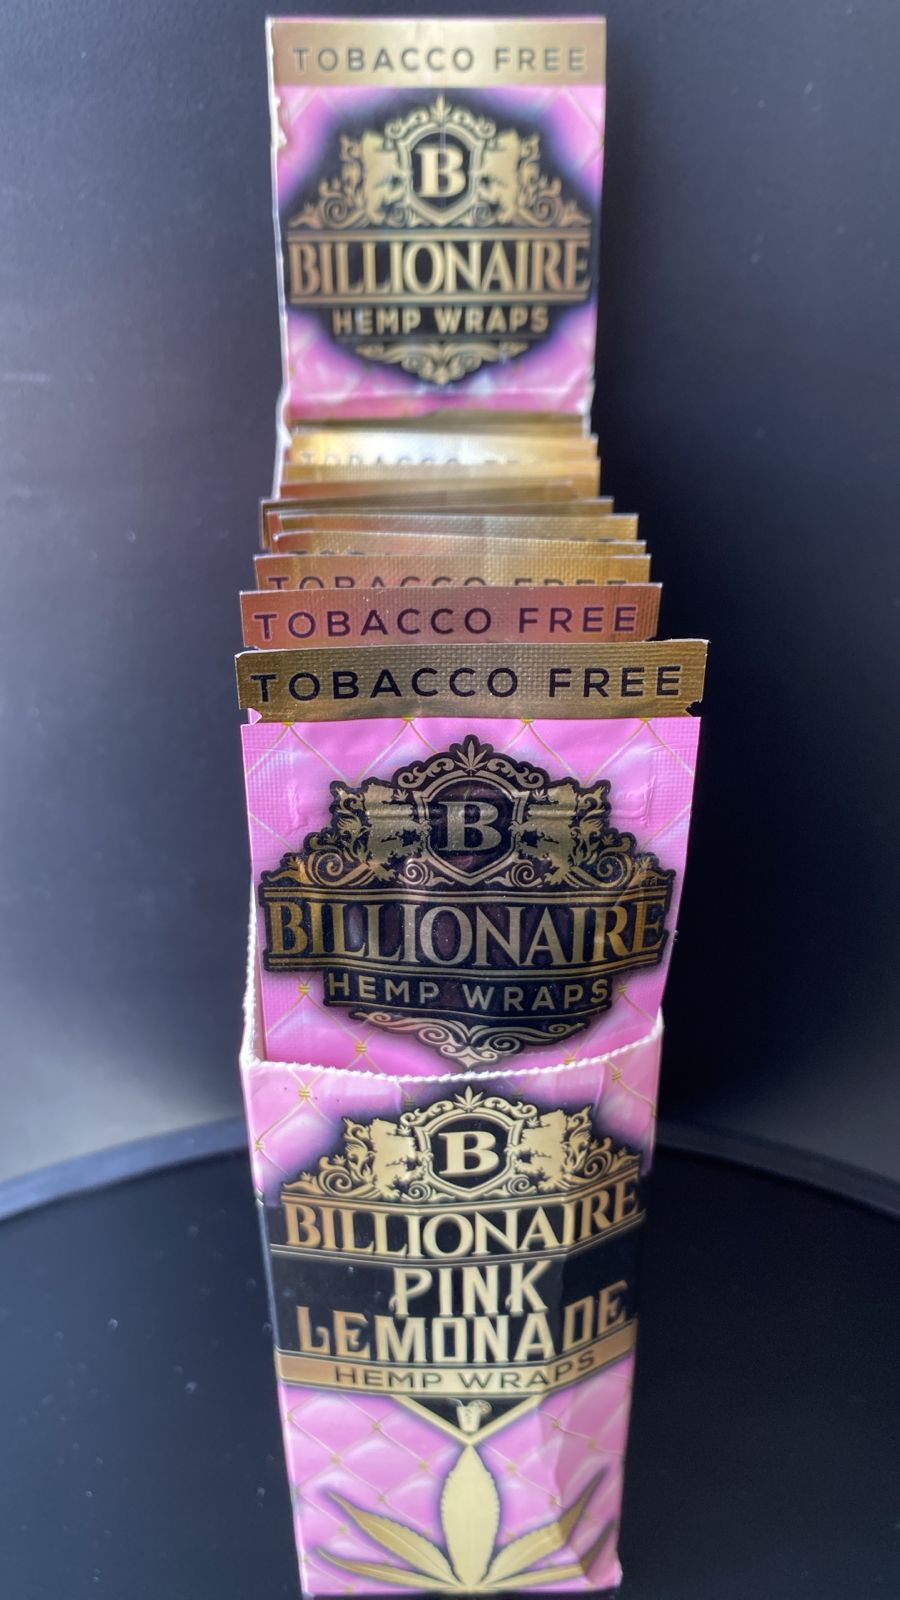 TOBACCO FREE
B
BILLIONAIRE
HEMP WRAPS
TOBACCO
TOBACCO FREE
TOBACCO FREE
TOBACCO FREE
B
BILLIONAIRE
HEMP WRAPS
B
BILLIONAIRE
PINK
LEMONADE
HEMP WRAPS